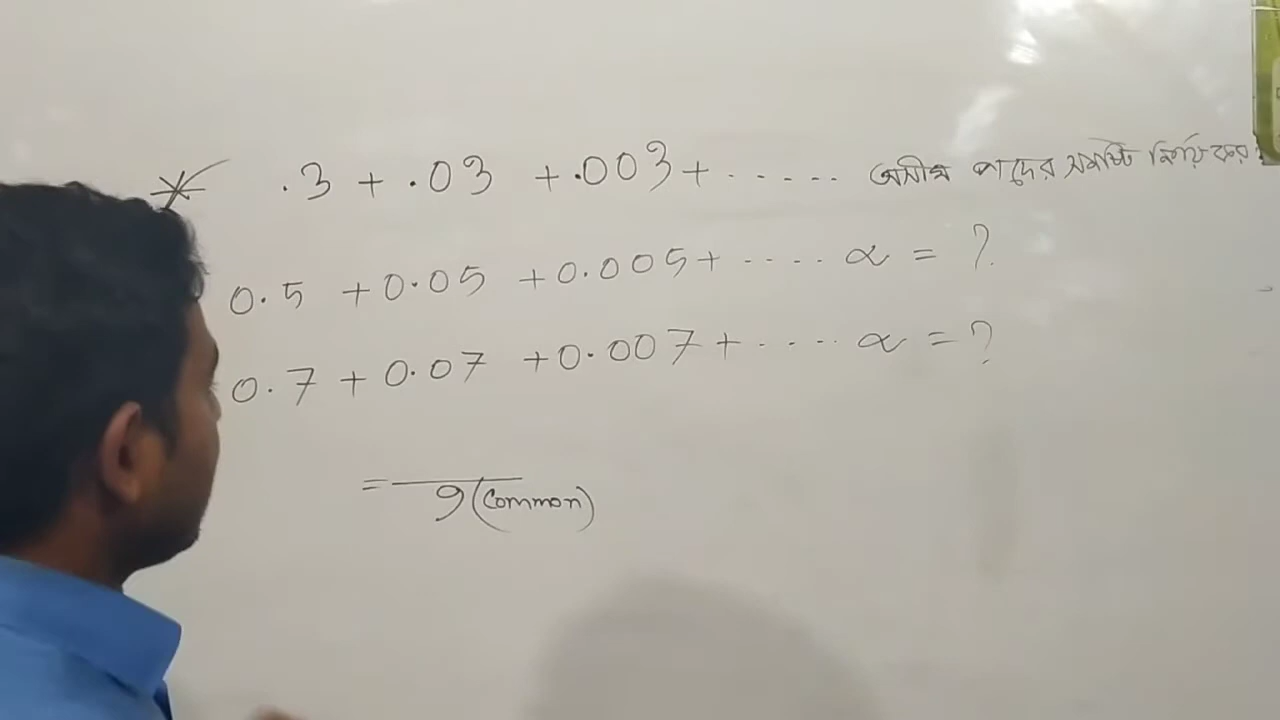 * .3 + .03 + .003 + ...... অসীম পদের সমষ্টি নির্ণয় কর
0.5 + 0.05 + 0.005 + .... α = ?
0.7 + 0.07 + 0.007 + .... α = ?
= 9 (Common)